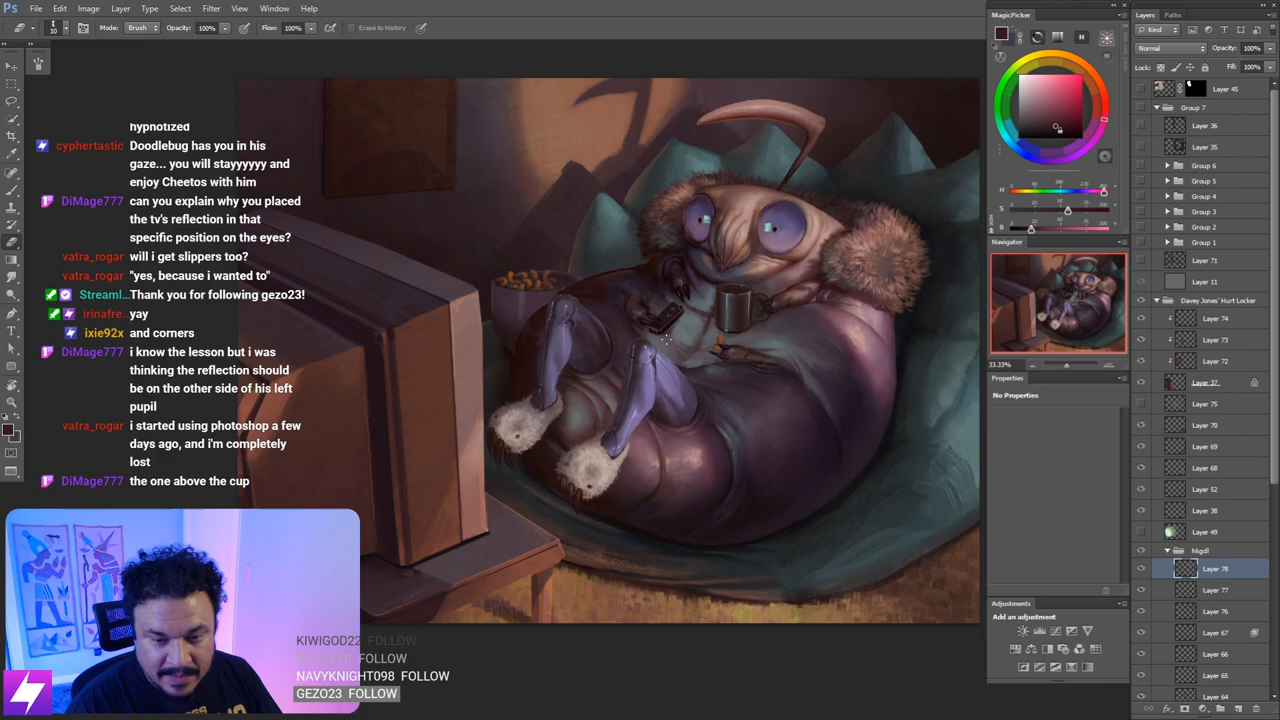 Ps File Edit Image Layer Type Select Filter View Window Help
10 Mode: Brush Opacity: 100% Flow: 100% Erase to History
hypnotized
cyphertastic Doodlebug has you in his
gaze... you will stayyyyyy and
enjoy Cheetos with him
DiMage777 can you explain why you placed
the tv's reflection in that
specific position on the eyes?
vatra_rogar will i get slippers too?
vatra_rogar "yes, because i wanted to"
Streaml... Thank you for following gezo23!
irinafre... yay
ixie92x and corners
DiMage777 i know the lesson but i was
thinking the reflection should
be on the other side of his left
pupil
vatra_rogar i started using photoshop a few
days ago, and i'm completely
lost
DiMage777 the one above the cup
KIWIGOD22 FOLLOW
FOLLOW
NAVYKNIGHT098 FOLLOW
GEZO23 FOLLOW
MagicPicker
H
H
S
B
Navigator
33.33%
Properties
No Properties
Adjustments
Add an adjustment
Layers Paths
Kind
Normal Opacity: 100%
Lock: Fill: 100%
Layer 45
Group 7
Layer 36
Layer 35
Group 6
Group 5
Group 4
Group 3
Group 2
Group 1
Layer 71
Layer 11
Davey Jones' Hurt Locker
Layer 74
Layer 73
Layer 72
Layer 37
Layer 75
Layer 70
Layer 69
Layer 68
Layer 52
Layer 38
Layer 49
hkgdl
Layer 78
Layer 77
Layer 76
Layer 67
Layer 66
Layer 65
Layer 64